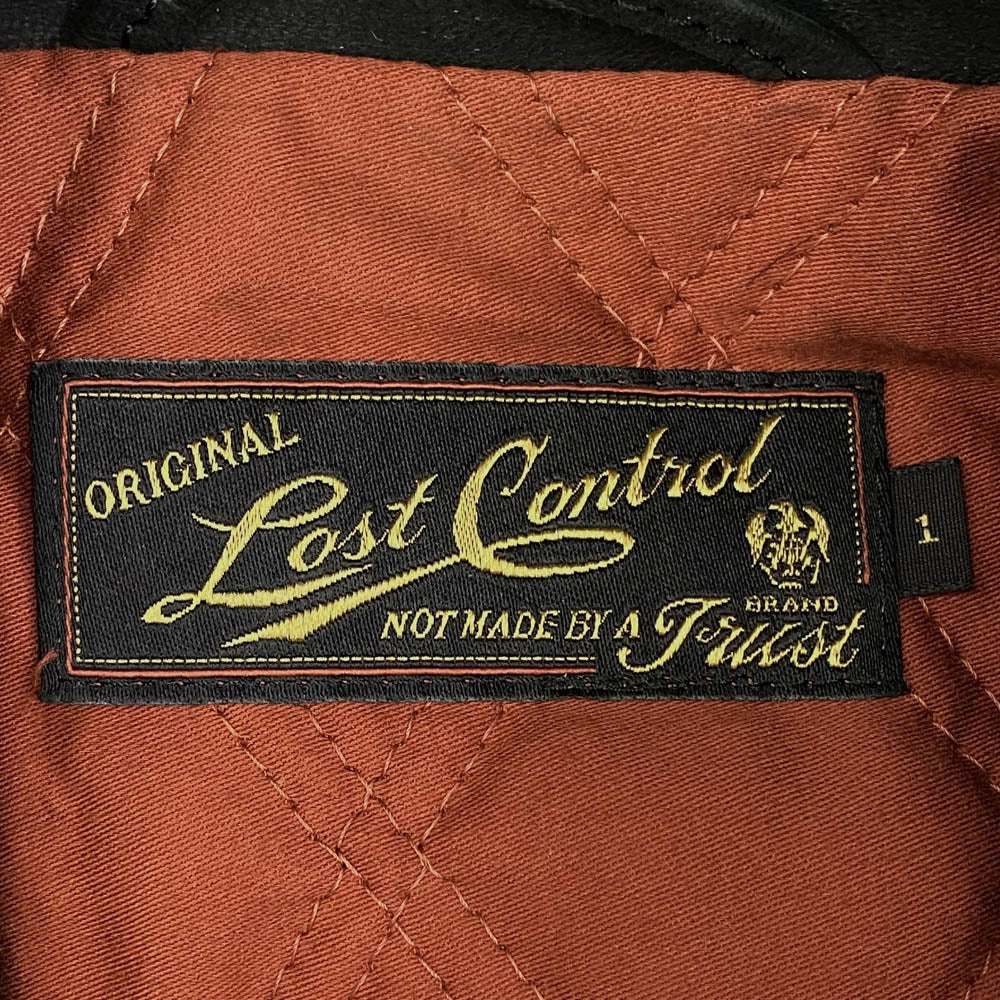 ORIGINAL
Lost Control
BRAND
NOT MADE BY A Trust
1